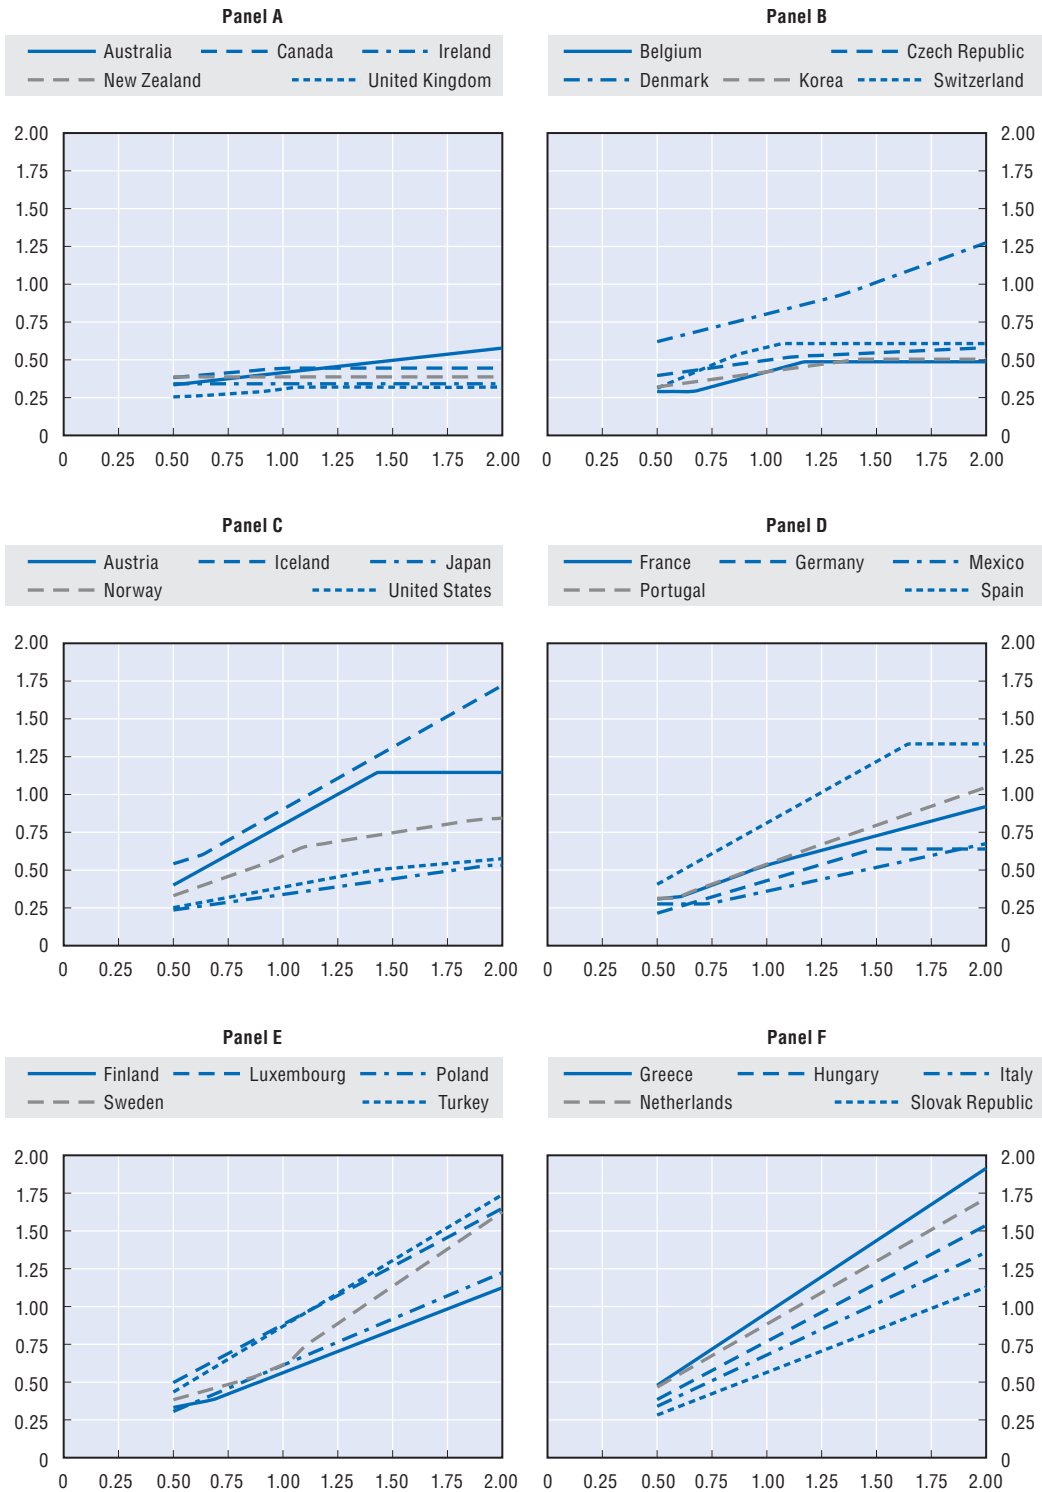 Panel A
Australia Canada Ireland
New Zealand United Kingdom
2.00
1.75
1.50
1.25
1.00
0.75
0.50
0.25
0
0 0.25 0.50 0.75 1.00 1.25 1.50 1.75 2.00
Panel B
Belgium Czech Republic
Denmark Korea Switzerland
2.00
1.75
1.50
1.25
1.00
0.75
0.50
0.25
0
0 0.25 0.50 0.75 1.00 1.25 1.50 1.75 2.00
Panel C
Austria Iceland Japan
Norway United States
2.00
1.75
1.50
1.25
1.00
0.75
0.50
0.25
0
0 0.25 0.50 0.75 1.00 1.25 1.50 1.75 2.00
Panel D
France Germany Mexico
Portugal Spain
2.00
1.75
1.50
1.25
1.00
0.75
0.50
0.25
0
0 0.25 0.50 0.75 1.00 1.25 1.50 1.75 2.00
Panel E
Finland Luxembourg Poland
Sweden Turkey
2.00
1.75
1.50
1.25
1.00
0.75
0.50
0.25
0
0 0.25 0.50 0.75 1.00 1.25 1.50 1.75 2.00
Panel F
Greece Hungary Italy
Netherlands Slovak Republic
2.00
1.75
1.50
1.25
1.00
0.75
0.50
0.25
0
0 0.25 0.50 0.75 1.00 1.25 1.50 1.75 2.00